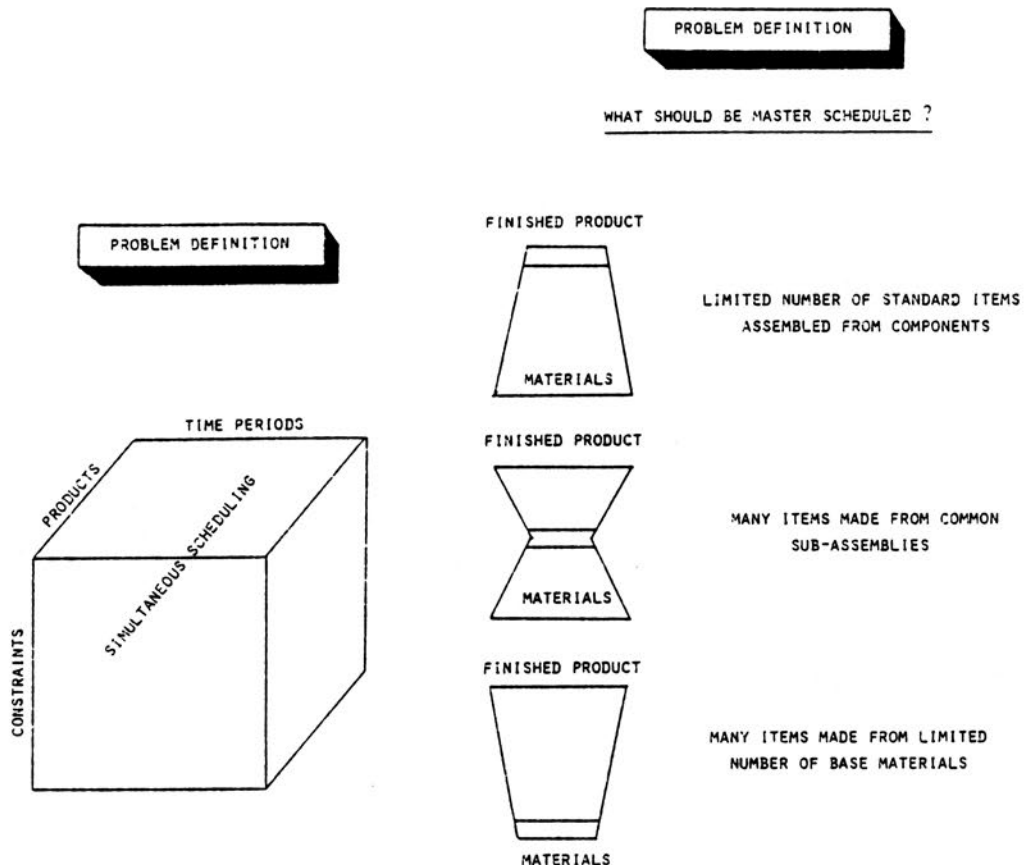 PROBLEM DEFINITION
WHAT SHOULD BE MASTER SCHEDULED ?
PROBLEM DEFINITION
TIME PERIODS
PRODUCTS
SIMULTANEOUS SCHEDULING
CONSTRAINTS
FINISHED PRODUCT
MATERIALS
LIMITED NUMBER OF STANDARD ITEMS
ASSEMBLED FROM COMPONENTS
FINISHED PRODUCT
MATERIALS
MANY ITEMS MADE FROM COMMON
SUB-ASSEMBLIES
FINISHED PRODUCT
MATERIALS
MANY ITEMS MADE FROM LIMITED
NUMBER OF BASE MATERIALS